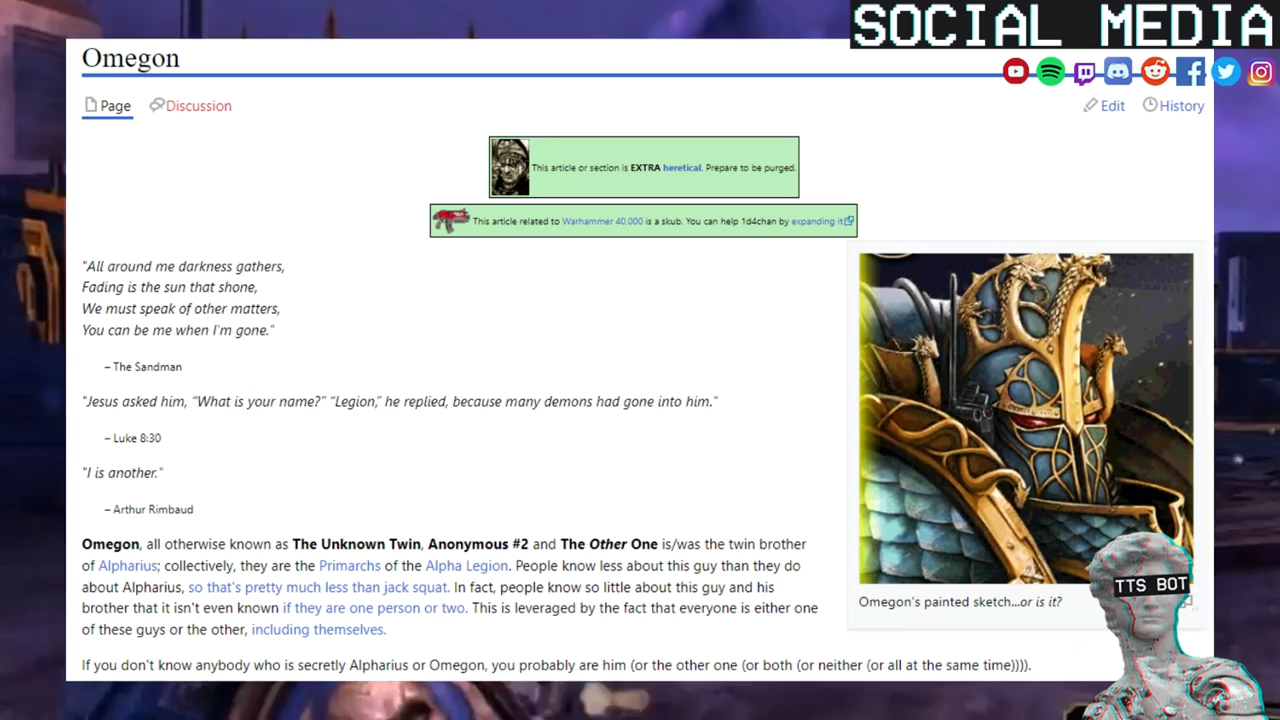 SOCIAL MEDIA
Omegon
Page
Discussion
Edit
History
This article or section is EXTRA heretical. Prepare to be purged.
This article related to Warhammer 40,000 is a skub. You can help 1d4chan by expanding it
"All around me darkness gathers,
Fading is the sun that shone,
We must speak of other matters,
You can be me when I'm gone."
– The Sandman
"Jesus asked him, “What is your name?” “Legion,” he replied, because many demons had gone into him."
– Luke 8:30
"I is another."
– Arthur Rimbaud
Omegon, all otherwise known as The Unknown Twin, Anonymous #2 and The Other One is/was the twin brother
of Alpharius; collectively, they are the Primarchs of the Alpha Legion. People know less about this guy than they do
about Alpharius, so that's pretty much less than jack squat. In fact, people know so little about this guy and his
brother that it isn't even known if they are one person or two. This is leveraged by the fact that everyone is either one
of these guys or the other, including themselves.
Omegon's painted sketch...or is it?
TTS BOT
If you don't know anybody who is secretly Alpharius or Omegon, you probably are him (or the other one (or both (or neither (or all at the same time)))).